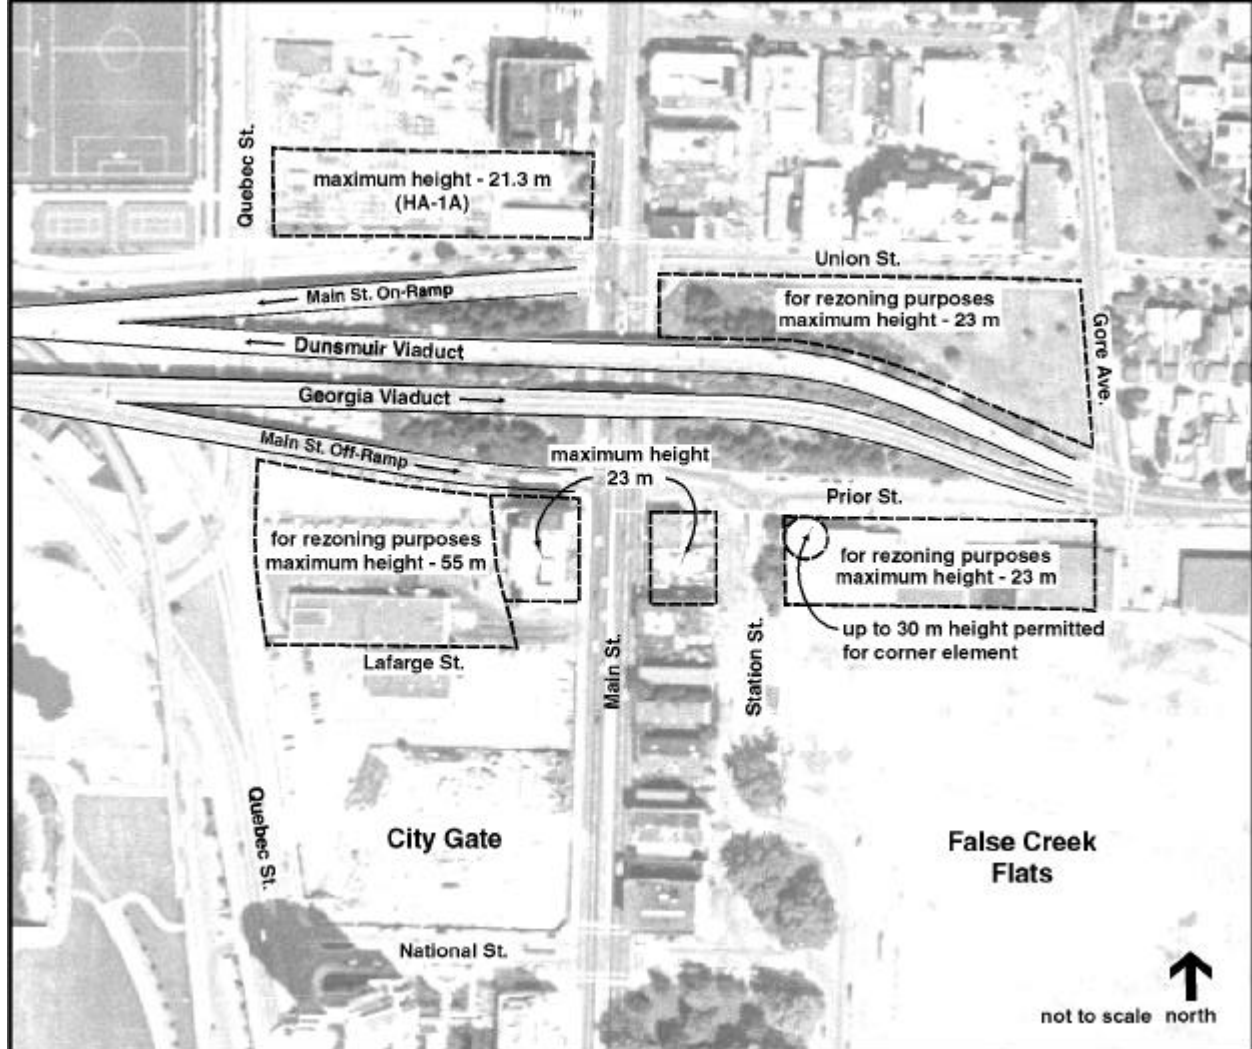 Quebec St.
maximum height - 21.3 m
(HA-1A)
Union St.
Main St. On-Ramp
for rezoning purposes
maximum height - 23 m
Gore Ave.
Dunsmuir Viaduct
Georgia Viaduct
Main St. Off-Ramp
maximum height
23 m
Prior St.
for rezoning purposes
maximum height - 55 m
for rezoning purposes
maximum height - 23 m
up to 30 m height permitted
for corner element
Lafarge St.
Main St.
Station St.
Quebec St.
City Gate
False Creek
Flats
National St.
not to scale north